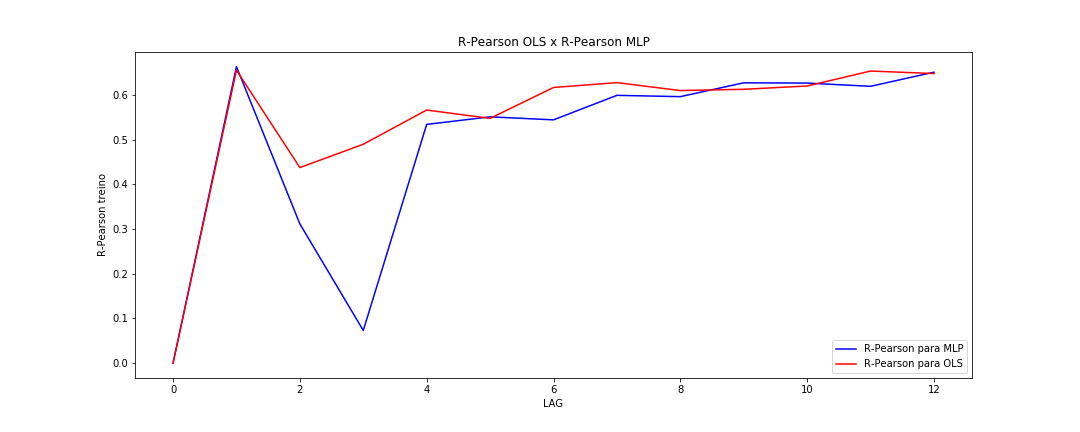 R-Pearson OLS x R-Pearson MLP
R-Pearson treino
0.6
0.5
0.4
0.3
0.2
0.1
0.0
0 2 4 6 8 10 12
LAG
R-Pearson para MLP
R-Pearson para OLS